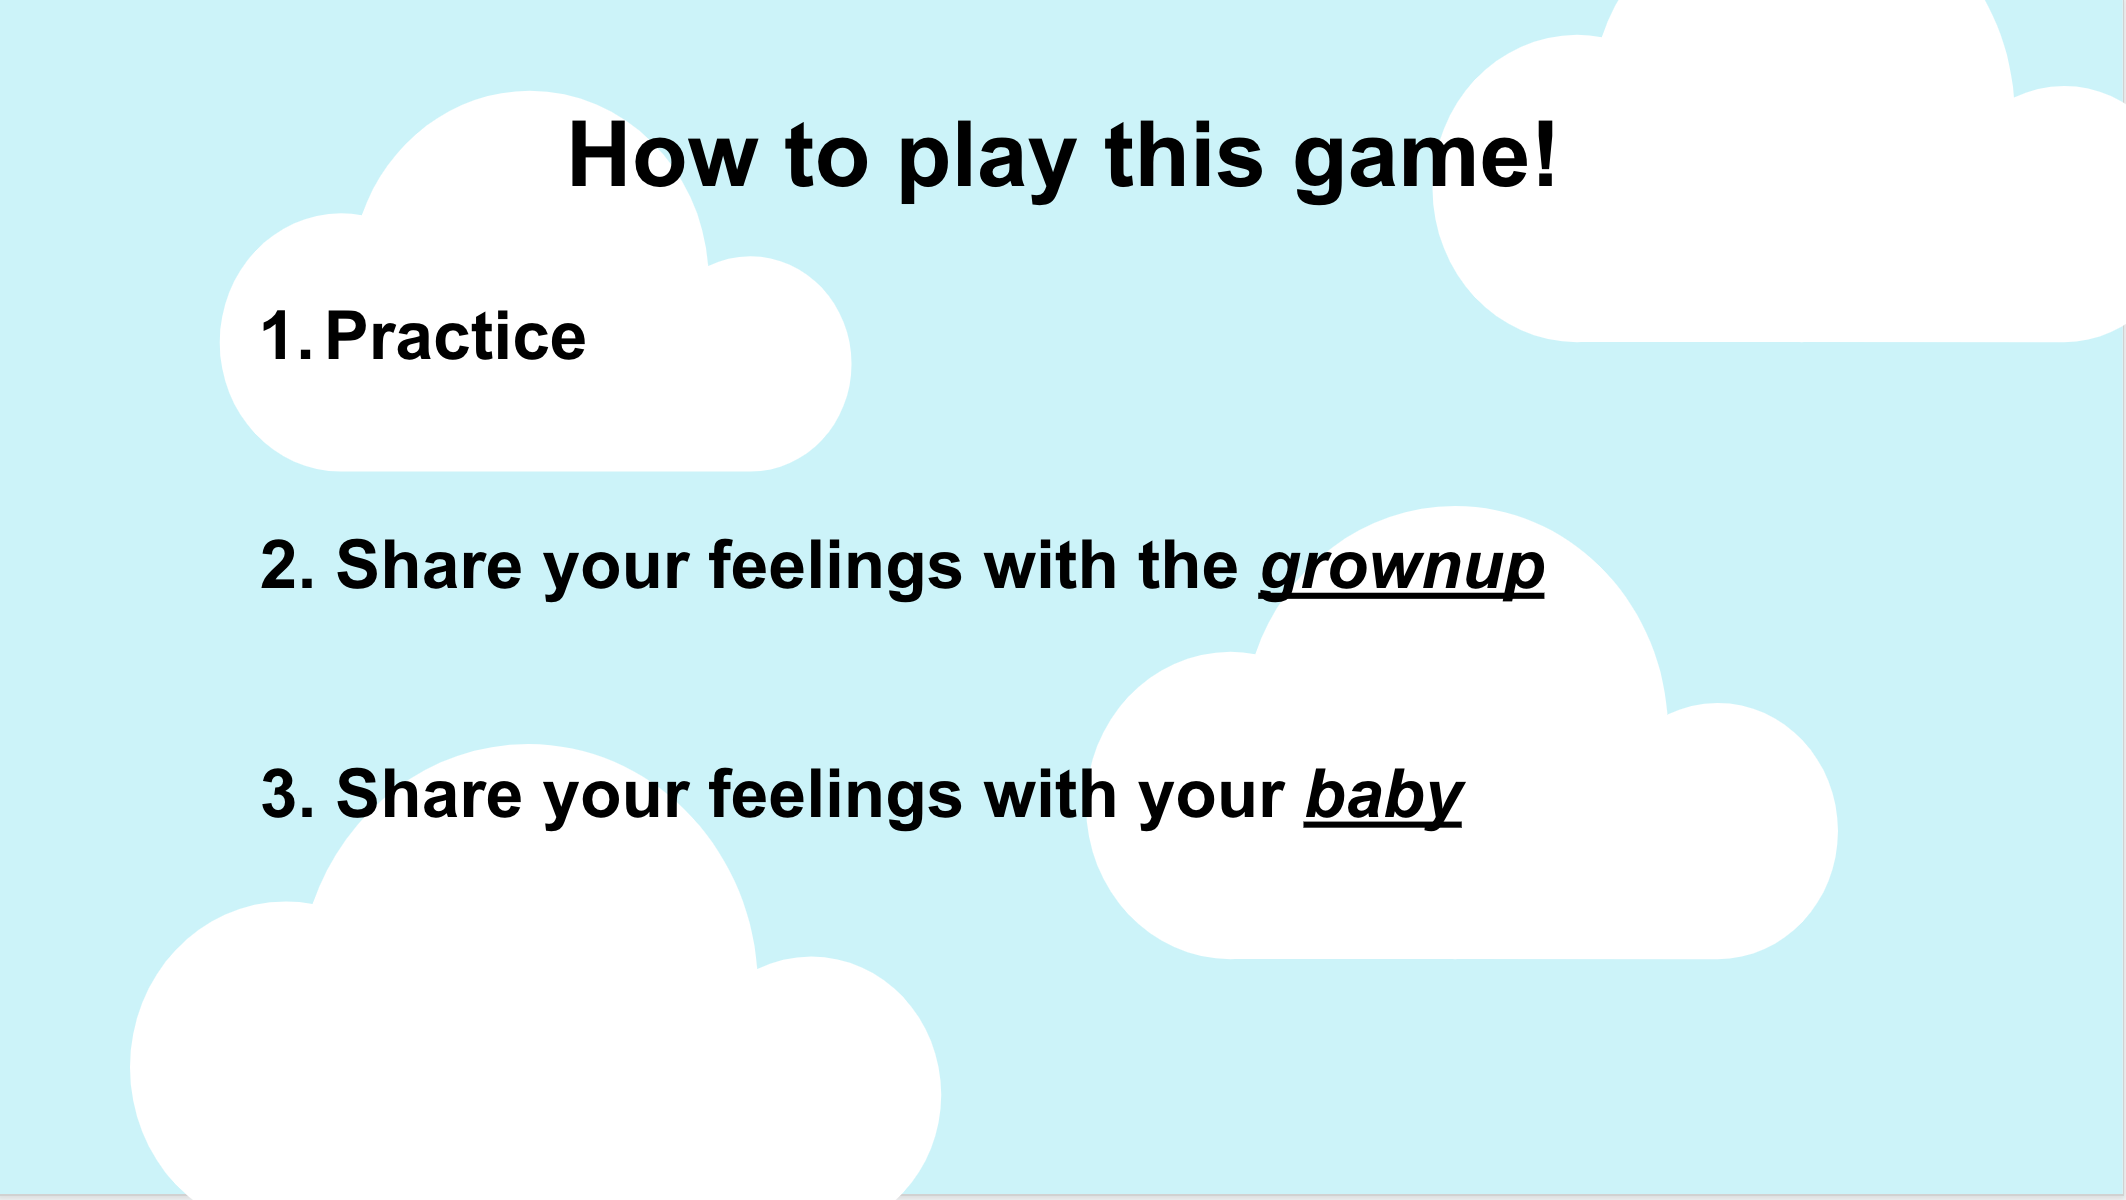 How to play this game!
1. Practice
2. Share your feelings with the grownup
3. Share your feelings with your baby